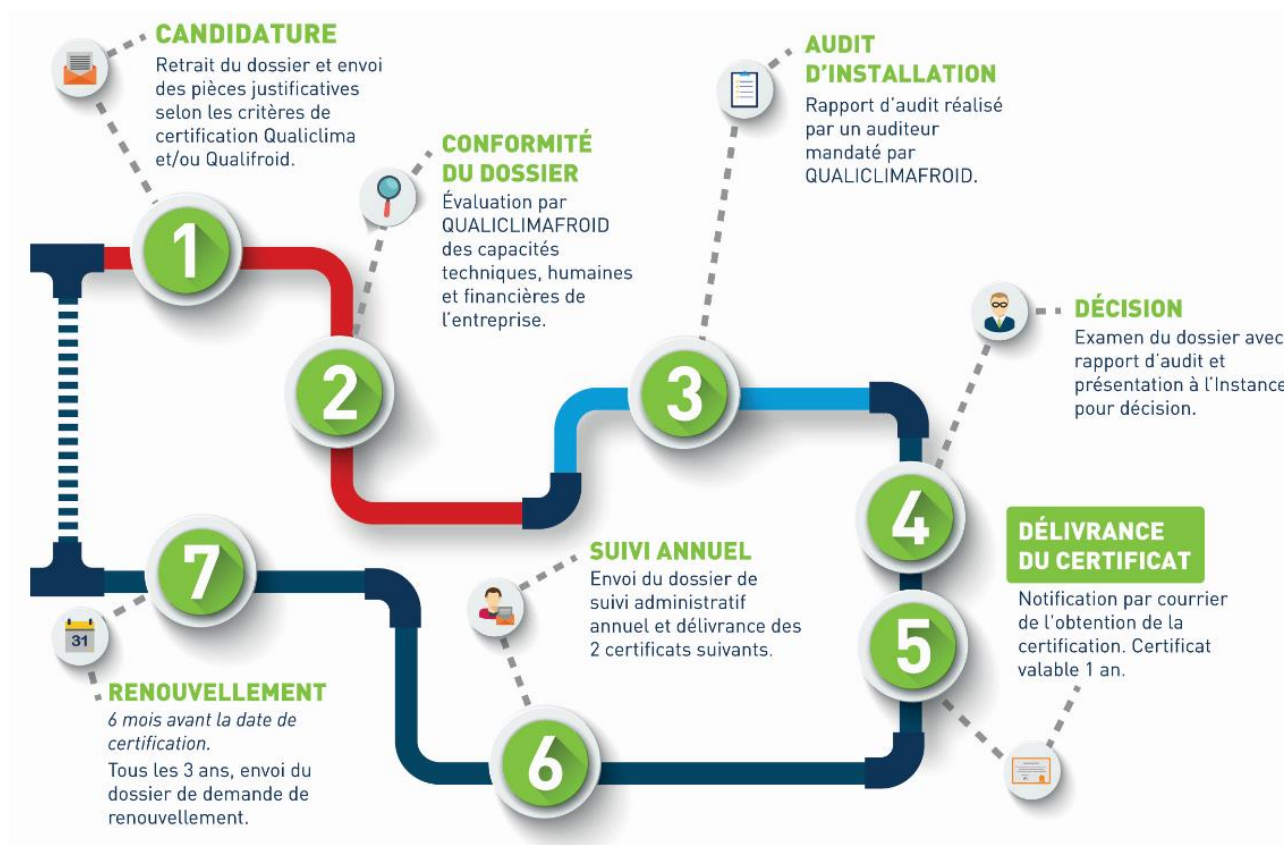 1
CANDIDATURE
Retrait du dossier et envoi
des pièces justificatives
selon les critères de
certification Qualiclima
et/ou Qualifroid.
2
CONFORMITÉ
DU DOSSIER
Évaluation par
QUALICLIMAFROID
des capacités
techniques, humaines
et financières de
l'entreprise.
3
AUDIT
D'INSTALLATION
Rapport d'audit réalisé
par un auditeur
mandaté par
QUALICLIMAFROID.
4
DÉCISION
Examen du dossier avec
rapport d'audit et
présentation à l'Instance
pour décision.
5
DÉLIVRANCE
DU CERTIFICAT
Notification par courrier
de l'obtention de la
certification. Certificat
valable 1 an.
6
SUIVI ANNUEL
Envoi du dossier de
suivi administratif
annuel et délivrance des
2 certificats suivants.
7
31
RENOUVELLEMENT
6 mois avant la date de
certification.
Tous les 3 ans, envoi du
dossier de demande de
renouvellement.